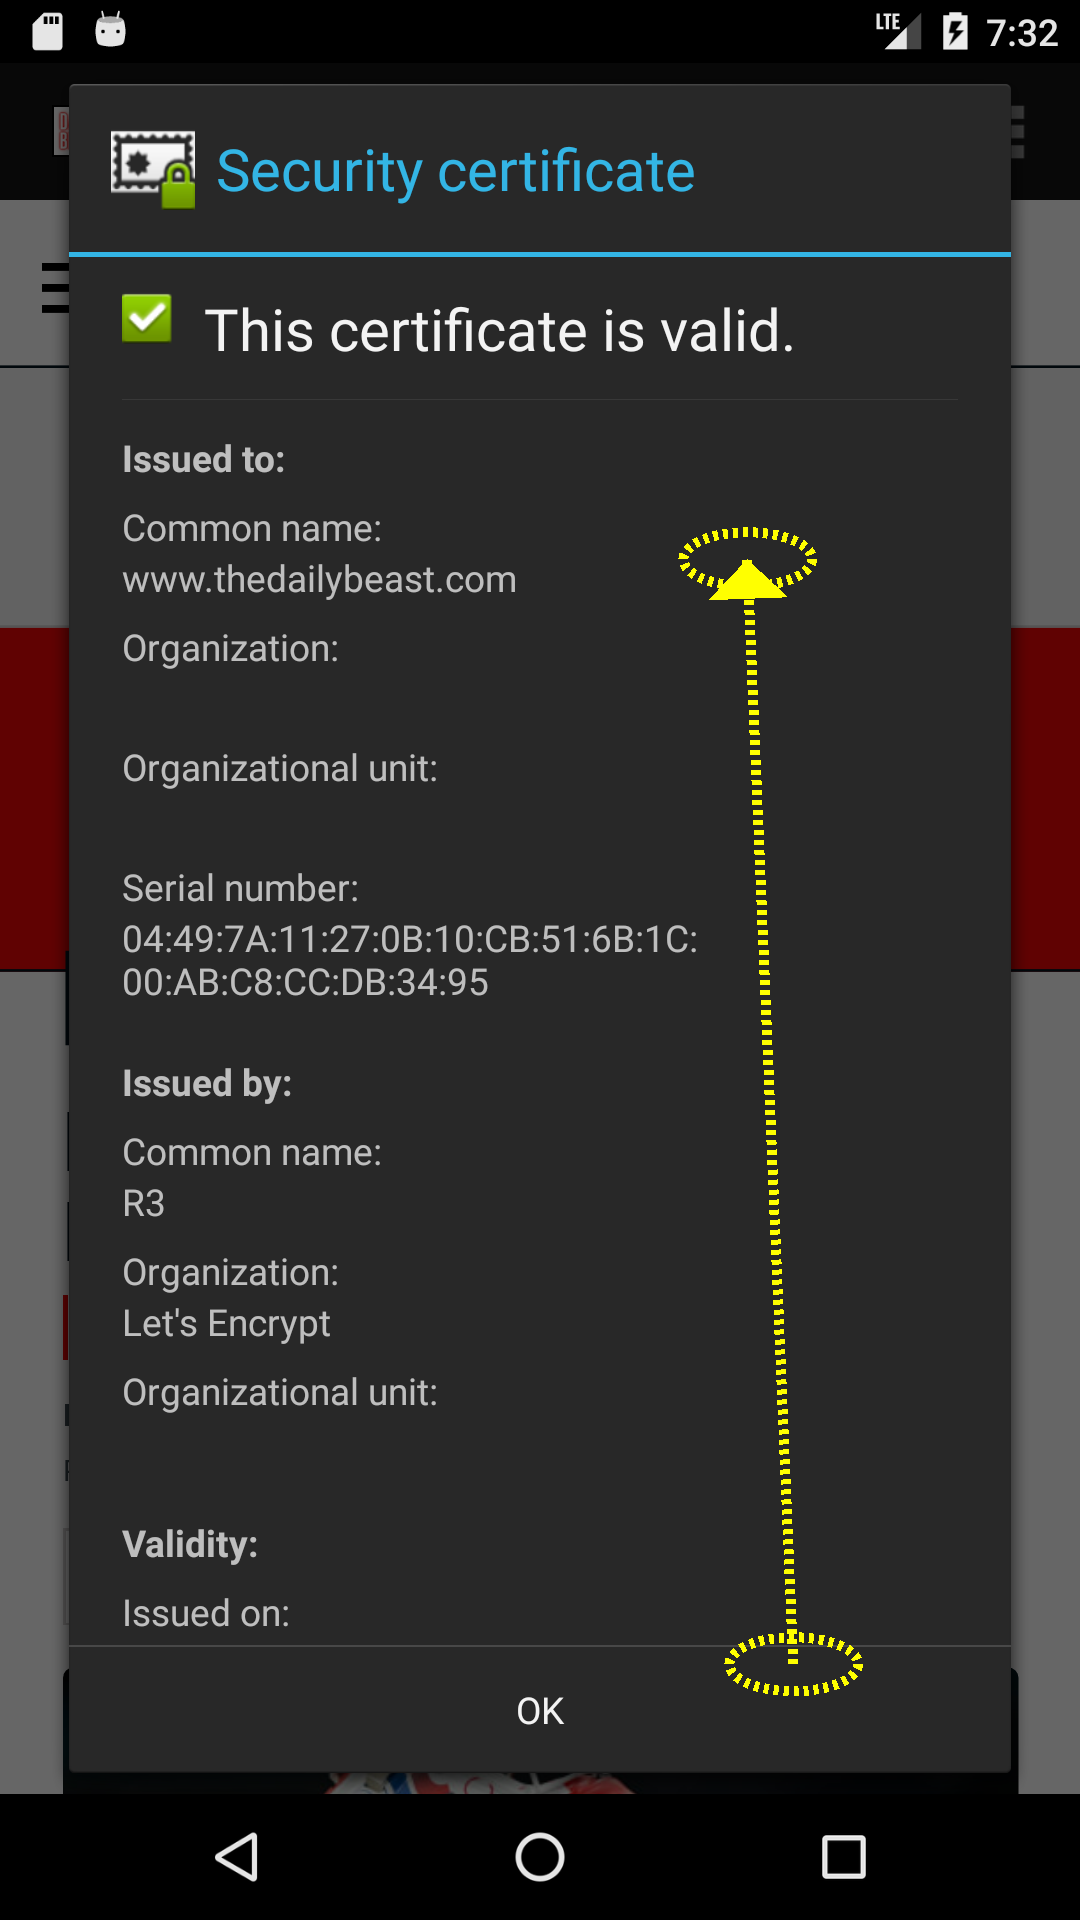 LTE 7:32
Security certificate
This certificate is valid.
Issued to:
Common name:
www.thedailybeast.com
Organization:
Organizational unit:
Serial number:
04:49:7A:11:27:0B:10:CB:51:6B:1C:
00:AB:C8:CC:DB:34:95
Issued by:
Common name:
R3
Organization:
Let's Encrypt
Organizational unit:
Validity:
Issued on:
OK